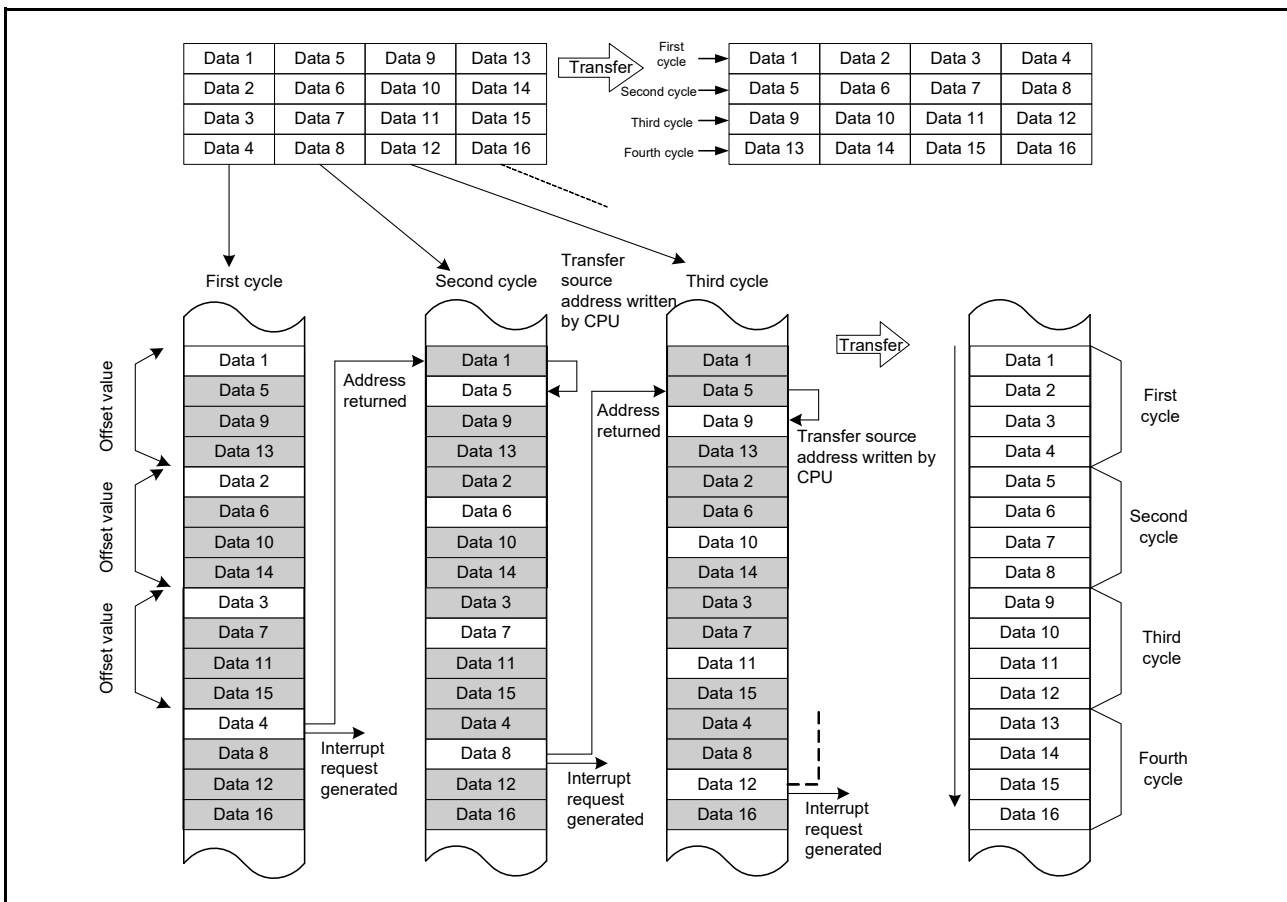 Data 1 Data 5 Data 9 Data 13
Data 2 Data 6 Data 10 Data 14
Data 3 Data 7 Data 11 Data 15
Data 4 Data 8 Data 12 Data 16
Transfer
First
cycle
Second cycle
Third cycle
Fourth cycle
Data 1 Data 2 Data 3 Data 4
Data 5 Data 6 Data 7 Data 8
Data 9 Data 10 Data 11 Data 12
Data 13 Data 14 Data 15 Data 16
First cycle
Offset value
Offset value
Offset value
Data 1
Data 5
Data 9
Data 13
Data 2
Data 6
Data 10
Data 14
Data 3
Data 7
Data 11
Data 15
Data 4
Data 8
Data 12
Data 16
Address
returned
Interrupt
request
generated
Second cycle
Transfer
source
address written
by CPU
Data 1
Data 5
Data 9
Data 13
Data 2
Data 6
Data 10
Data 14
Data 3
Data 7
Data 11
Data 15
Data 4
Data 8
Data 12
Data 16
Address
returned
Interrupt
request
generated
Third cycle
Data 1
Data 5
Data 9
Data 13
Data 2
Data 6
Data 10
Data 14
Data 3
Data 7
Data 11
Data 15
Data 4
Data 8
Data 12
Data 16
Transfer source
address written by
CPU
Interrupt
request
generated
Transfer
Data 1
Data 2
Data 3
Data 4
Data 5
Data 6
Data 7
Data 8
Data 9
Data 10
Data 11
Data 12
Data 13
Data 14
Data 15
Data 16
First
cycle
Second
cycle
Third
cycle
Fourth
cycle